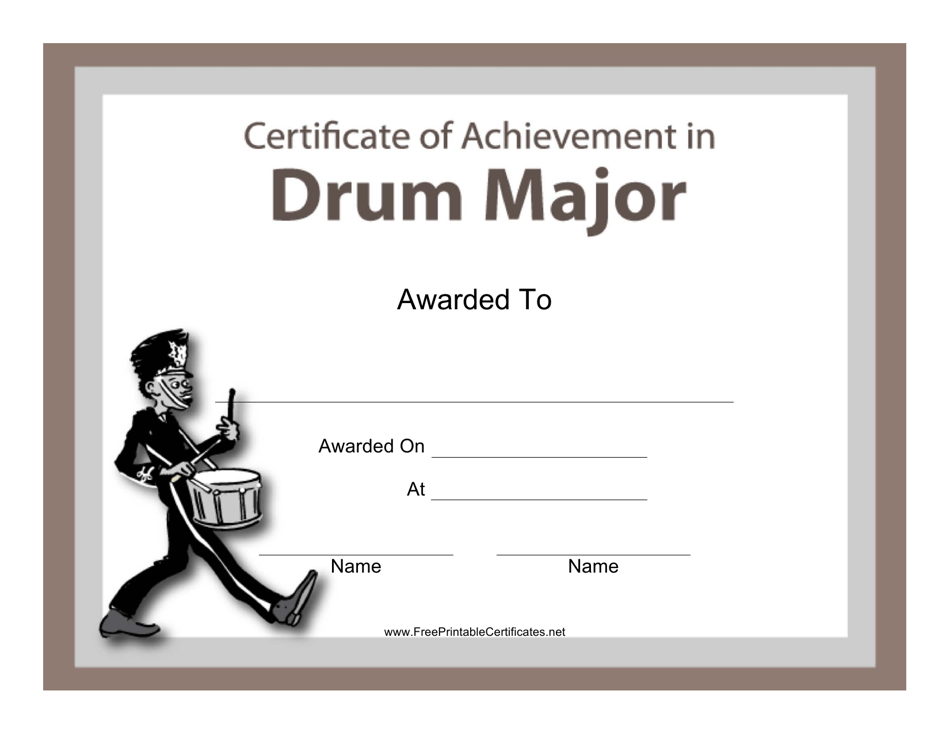 Certificate of Achievement in
Drum Major
Awarded To
Awarded On
At
Name Name
www.FreePrintableCertificates.net